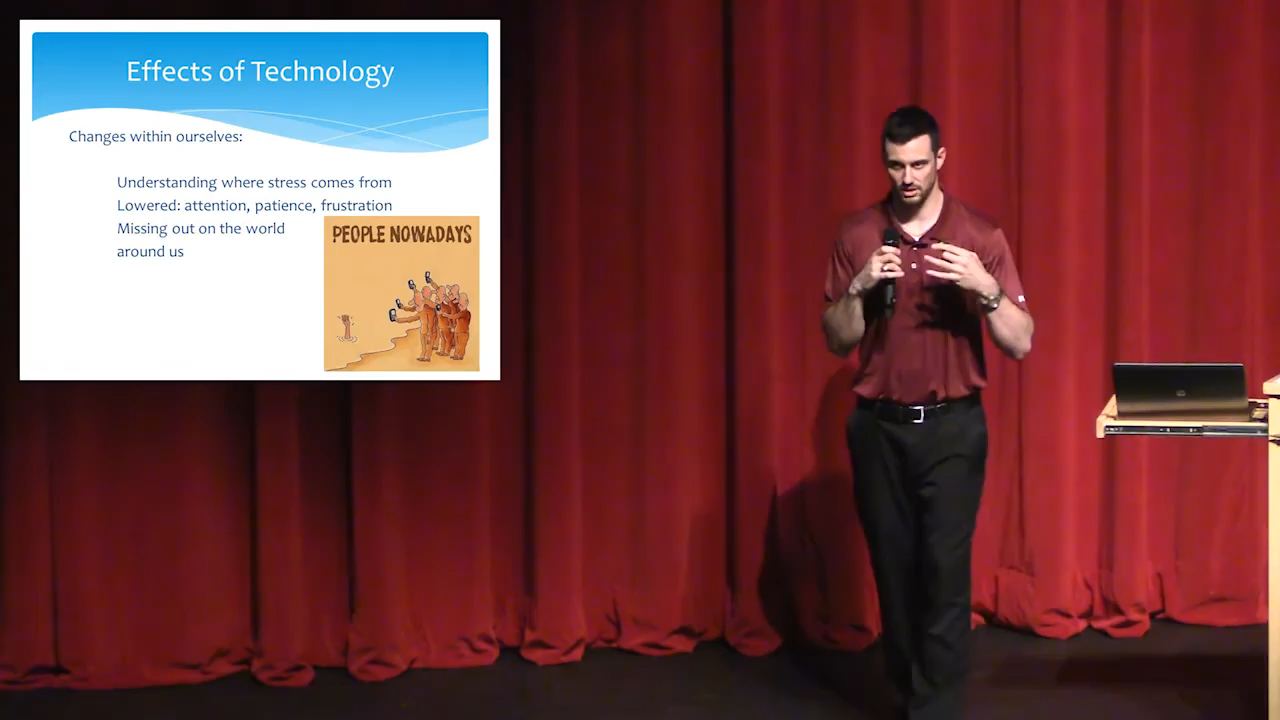 Effects of Technology
Changes within ourselves:
Understanding where stress comes from
Lowered: attention, patience, frustration
Missing out on the world
around us
PEOPLE NOWADAYS